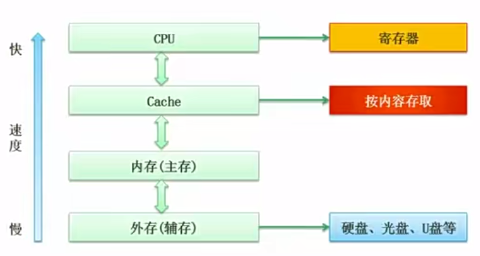 快
CPU
寄存器
Cache
按内容存取
速度
内存(主存)
慢
外存(辅存)
硬盘、光盘、U盘等